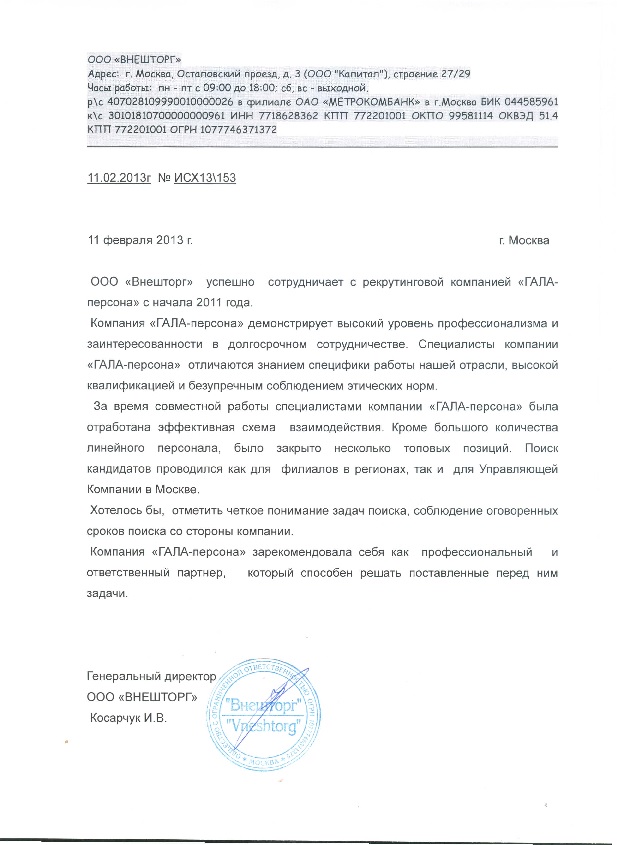 ООО «ВНЕШТОРГ»
Адрес: г. Москва, Остаповский проезд, д. 3 (ООО "Капитал"), строение 27/29
Часы работы: пн - пт с 09:00 до 18:00; сб, вс - выходной.
р\с 407028109990010000026 в филиале ОАО «МЕТРОКОМБАНК» в г.Москва БИК 044585961
к\с 30101810700000000961 ИНН 7718628362 КПП 772201001 ОКПО 99581114 ОКВЭД 51.4
КПП 772201001 ОГРН 1077746371372
11.02.2013г № ИСХ13\153
11 февраля 2013 г. г. Москва
ООО «Внешторг» успешно сотрудничает с рекрутинговой компанией «ГАЛА-
персона» с начала 2011 года.
Компания «ГАЛА-персона» демонстрирует высокий уровень профессионализма и
заинтересованности в долгосрочном сотрудничестве. Специалисты компании
«ГАЛА-персона» отличаются знанием специфики работы нашей отрасли, высокой
квалификацией и безупречным соблюдением этических норм.
За время совместной работы специалистами компании «ГАЛА-персона» была
отработана эффективная схема взаимодействия. Кроме большого количества
линейного персонала, было закрыто несколько топовых позиций. Поиск
кандидатов проводился как для филиалов в регионах, так и для Управляющей
Компании в Москве.
Хотелось бы, отметить четкое понимание задач поиска, соблюдение оговоренных
сроков поиска со стороны компании.
Компания «ГАЛА-персона» зарекомендовала себя как профессиональный и
ответственный партнер, который способен решать поставленные перед ним
задачи.
Генеральный директор
ООО «ВНЕШТОРГ»
Косарчук И.В.
"Внешторг"
"Vneshtorg"
ОБЩЕСТВО С ОГРАНИЧЕННОЙ ОТВЕТСТВЕННОСТЬЮ
МОСКВА